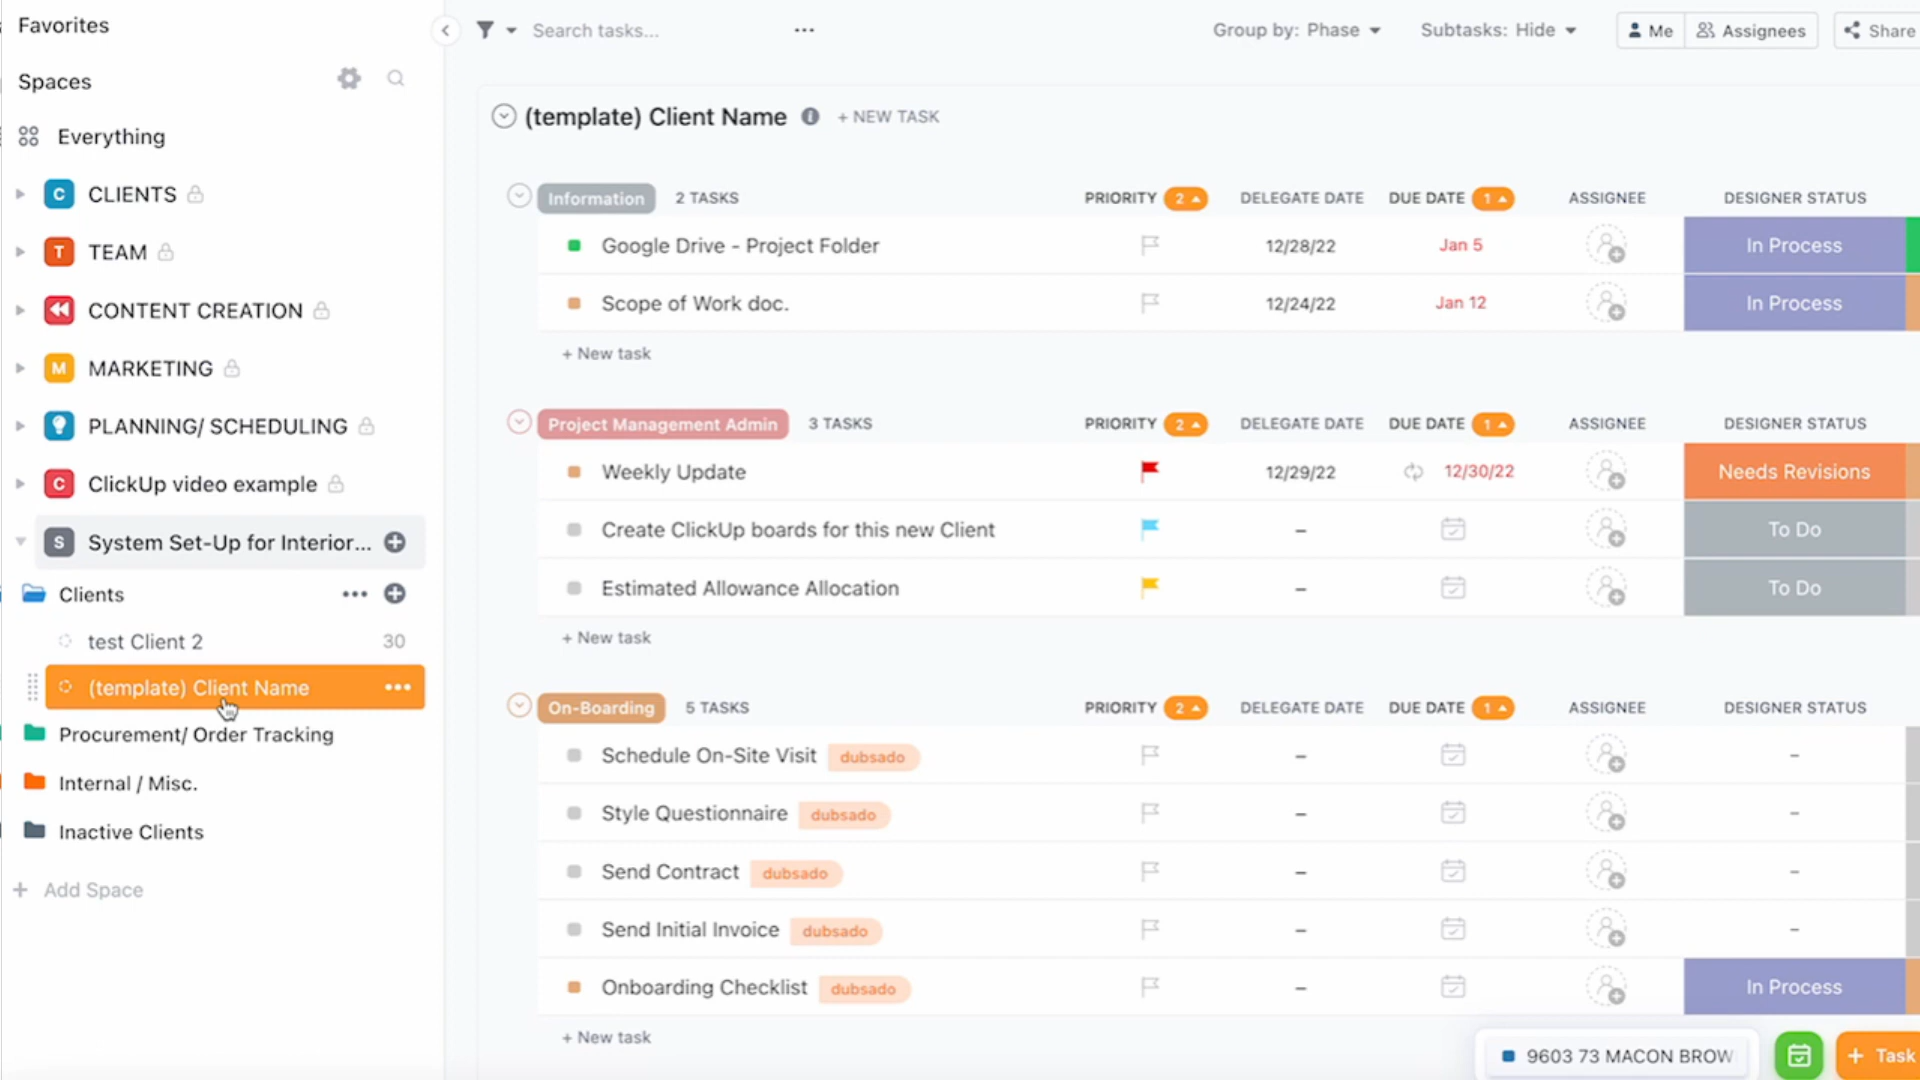 Favorites
Spaces
Everything
C CLIENTS
T TEAM
CONTENT CREATION
M MARKETING
PLANNING/ SCHEDULING
C ClickUp video example
S System Set-Up for Interior...
Clients
test Client 2 30
(template) Client Name
Procurement/ Order Tracking
Internal / Misc.
Inactive Clients
+ Add Space
Search tasks... Group by: Phase Subtasks: Hide Me Assignees Share
(template) Client Name + NEW TASK
Information 2 TASKS PRIORITY 2 DELEGATE DATE DUE DATE 1 ASSIGNEE DESIGNER STATUS
Google Drive - Project Folder 12/28/22 Jan 5 In Process
Scope of Work doc. 12/24/22 Jan 12 In Process
+ New task
Project Management Admin 3 TASKS PRIORITY 2 DELEGATE DATE DUE DATE 1 ASSIGNEE DESIGNER STATUS
Weekly Update 12/29/22 12/30/22 Needs Revisions
Create ClickUp boards for this new Client – To Do
Estimated Allowance Allocation – To Do
+ New task
On-Boarding 5 TASKS PRIORITY 2 DELEGATE DATE DUE DATE 1 ASSIGNEE DESIGNER STATUS
Schedule On-Site Visit dubsado – –
Style Questionnaire dubsado – –
Send Contract dubsado – –
Send Initial Invoice dubsado – –
Onboarding Checklist dubsado – In Process
+ New task
9603 73 MACON BROW
+ Task